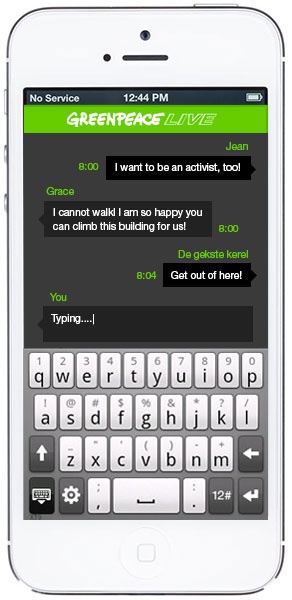 No Service 12:44 PM
GREENPEACE LIVE
Jean
8:00 I want to be an activist, too!
Grace
I cannot walk! I am so happy you
can climb this building for us! 8:00
De gekste kerel
8:04 Get out of here!
You
Typing....|
1 2 3 4 5 6 7 8 9 0
q w e r t y u i o p
! @ # $ % & * ? /
a s d f g h j k l
_ " ' ( ) - +
z x c v b n m
, ; . : 12#